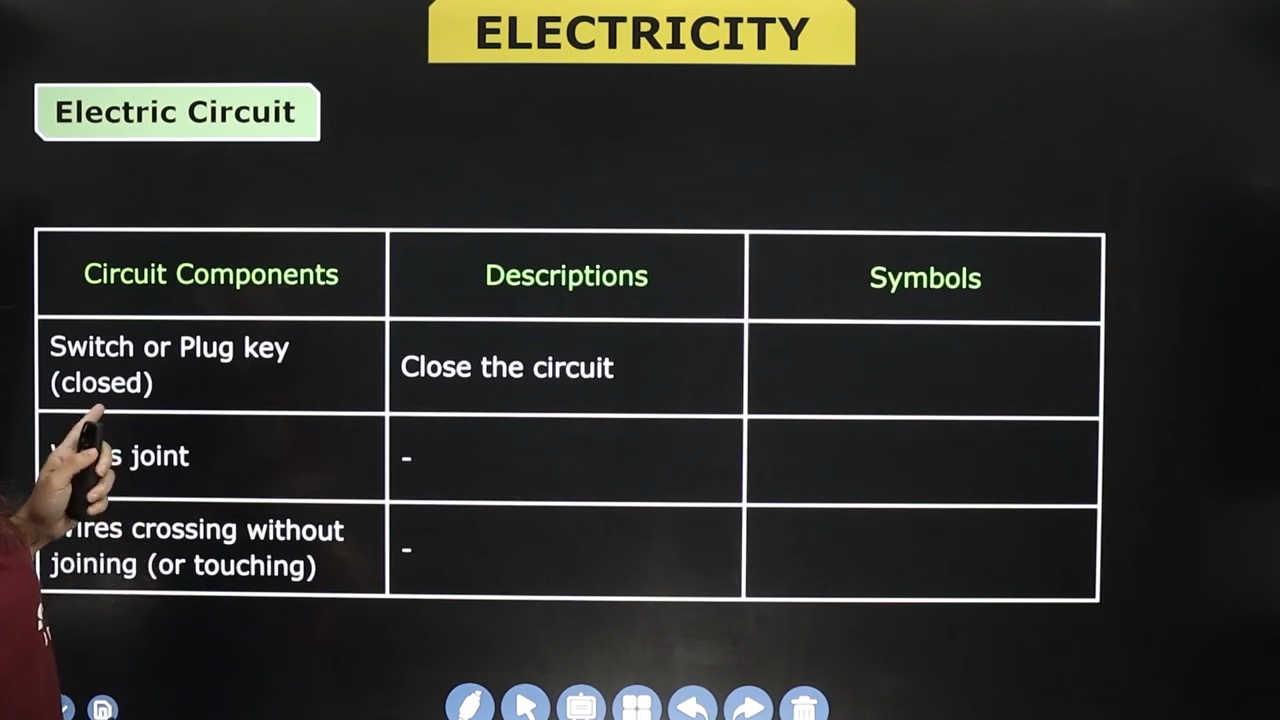 ELECTRICITY
Electric Circuit
Circuit Components
Descriptions
Symbols
Switch or Plug key
(closed)
Close the circuit
joint
-
crossing without
joining (or touching)
-